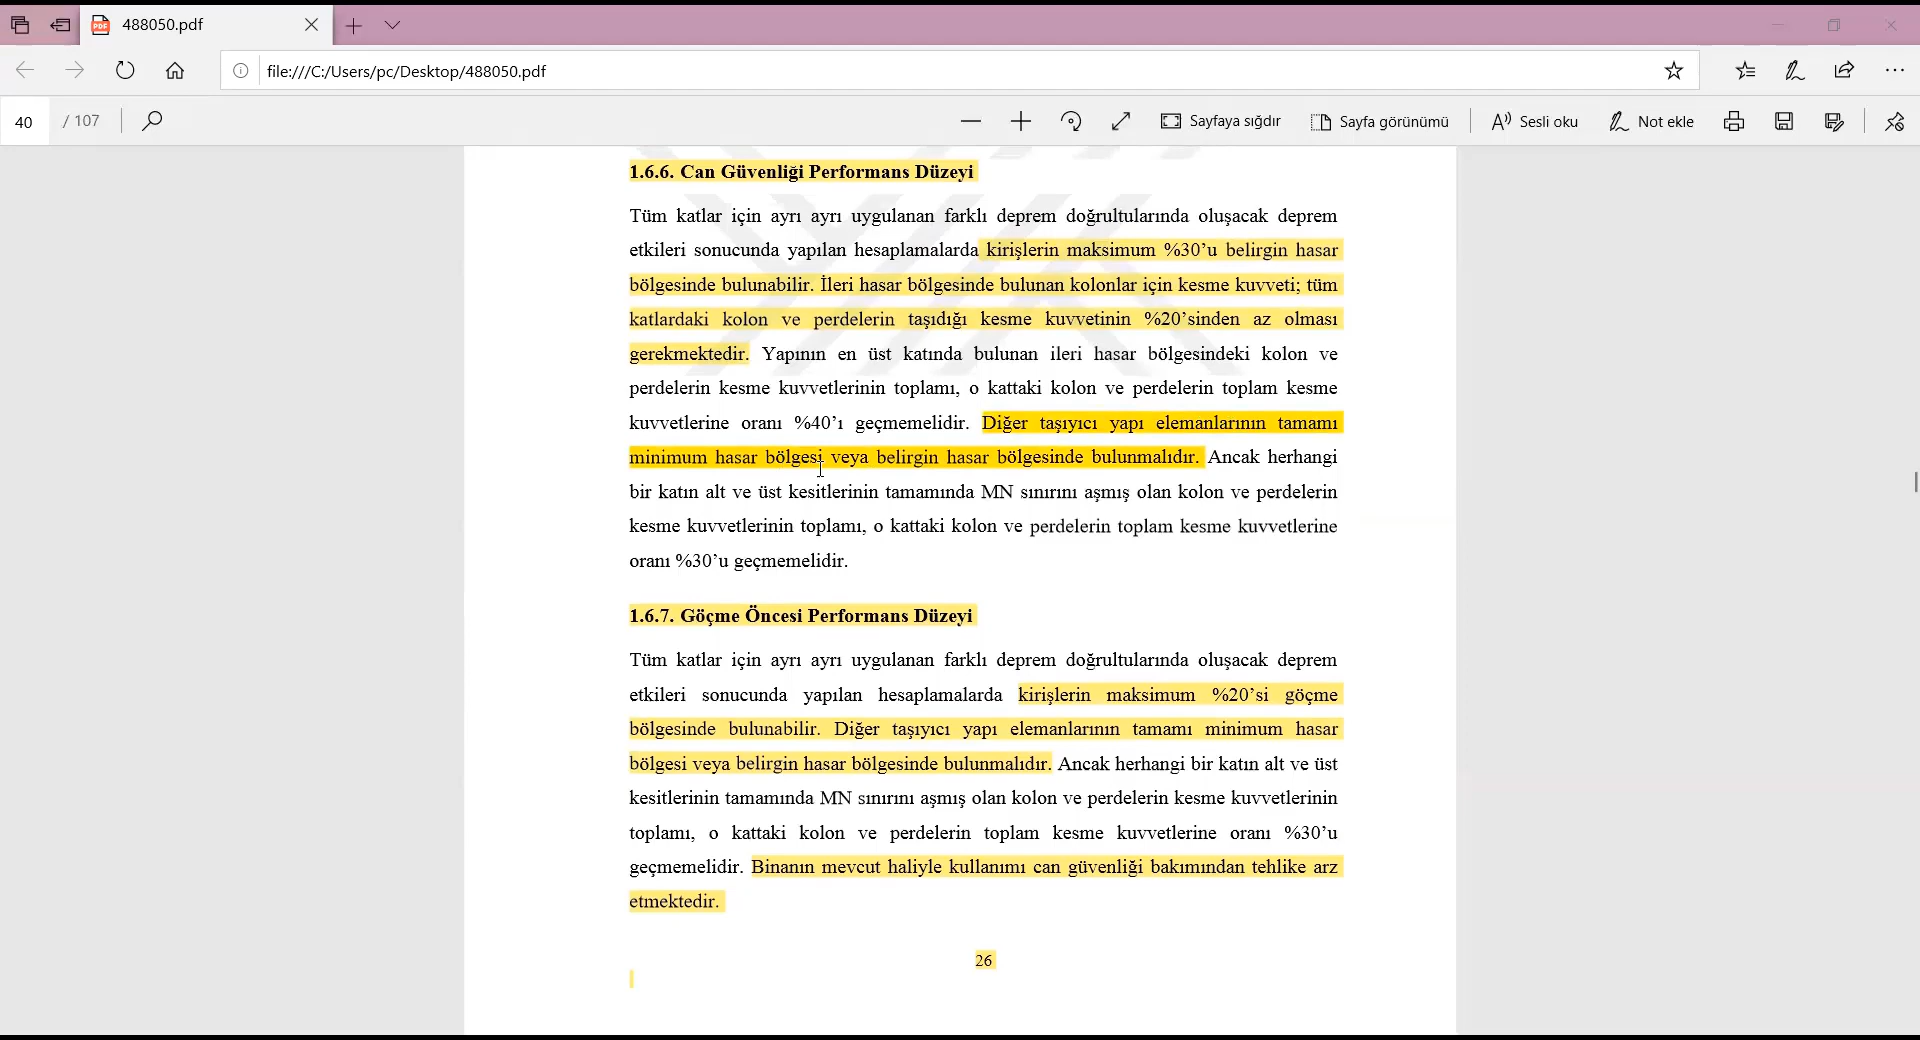 488050.pdf
file:///C:/Users/pc/Desktop/488050.pdf
40 / 107
Sayfaya sığdır
Sayfa görünümü
Sesli oku
Not ekle
1.6.6. Can Güvenliği Performans Düzeyi
Tüm katlar için ayrı ayrı uygulanan farklı deprem doğrultularında oluşacak deprem
etkileri sonucunda yapılan hesaplamalarda kirişlerin maksimum %30’u belirgin hasar
bölgesinde bulunabilir. İleri hasar bölgesinde bulunan kolonlar için kesme kuvveti; tüm
katlardaki kolon ve perdelerin taşıdığı kesme kuvvetinin %20’sinden az olması
gerekmektedir. Yapının en üst katında bulunan ileri hasar bölgesindeki kolon ve
perdelerin kesme kuvvetlerinin toplamı, o kattaki kolon ve perdelerin toplam kesme
kuvvetlerine oranı %40’ı geçmemelidir. Diğer taşıyıcı yapı elemanlarının tamamı
minimum hasar bölgesi veya belirgin hasar bölgesinde bulunmalıdır. Ancak herhangi
bir katın alt ve üst kesitlerinin tamamında MN sınırını aşmış olan kolon ve perdelerin
kesme kuvvetlerinin toplamı, o kattaki kolon ve perdelerin toplam kesme kuvvetlerine
oranı %30’u geçmemelidir.
1.6.7. Göçme Öncesi Performans Düzeyi
Tüm katlar için ayrı ayrı uygulanan farklı deprem doğrultularında oluşacak deprem
etkileri sonucunda yapılan hesaplamalarda kirişlerin maksimum %20’si göçme
bölgesinde bulunabilir. Diğer taşıyıcı yapı elemanlarının tamamı minimum hasar
bölgesi veya belirgin hasar bölgesinde bulunmalıdır. Ancak herhangi bir katın alt ve üst
kesitlerinin tamamında MN sınırını aşmış olan kolon ve perdelerin kesme kuvvetlerinin
toplamı, o kattaki kolon ve perdelerin toplam kesme kuvvetlerine oranı %30’u
geçmemelidir. Binanın mevcut haliyle kullanımı can güvenliği bakımından tehlike arz
etmektedir.
26